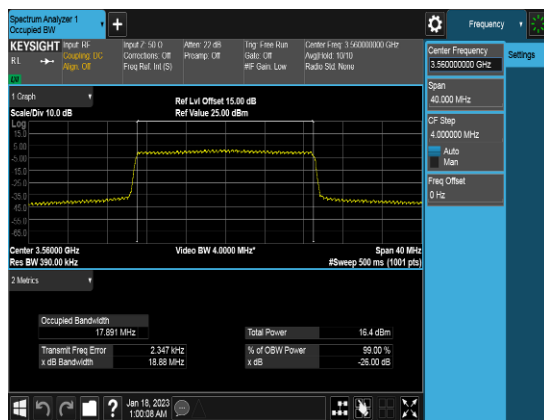 Spectrum Analyzer 1
Occupied BW
+
Frequency
KEYSIGHT
Input: RF
Input Z: 50 Ω
Atten: 22 dB
Trig: Free Run
Center Freq: 3.560000000 GHz
RL
Coupling: DC
Corrections: Off
Preamp: Off
Gate: Off
Avg|Hold: 10/10
Align: Off
Freq Ref: Int (S)
#IF Gain: Low
Radio Std: None
Center Frequency
3.560000000 GHz
Settings
Span
40.000 MHz
CF Step
4.000000 MHz
Auto
Man
Freq Offset
0 Hz
1 Graph
Ref Lvl Offset 15.00 dB
Scale/Div 10.0 dB
Ref Value 25.00 dBm
Log
15.0
5.00
-5.00
-15.0
-25.0
-35.0
-45.0
-55.0
-65.0
Center 3.56000 GHz
Video BW 4.0000 MHz*
Span 40 MHz
Res BW 390.00 kHz
#Sweep 500 ms (1001 pts)
2 Metrics
Occupied Bandwidth
17.891 MHz
Total Power
16.4 dBm
Transmit Freq Error
2.347 kHz
% of OBW Power
99.00 %
x dB Bandwidth
18.88 MHz
x dB
-26.00 dB
?
Jan 18, 2023
1:00:08 AM